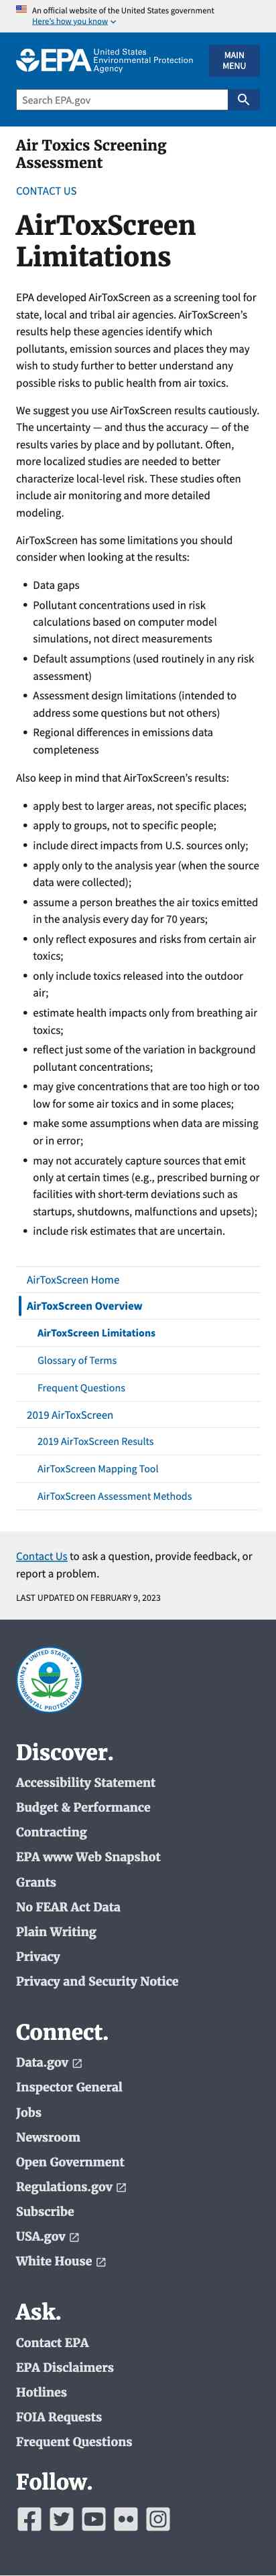 An official website of the United States government
Here's how you know
EPA United States
Environmental Protection
Agency
MAIN
MENU
Search EPA.gov
Air Toxics Screening
Assessment
CONTACT US
AirToxScreen
Limitations
EPA developed AirToxScreen as a screening tool for
state, local and tribal air agencies. AirToxScreen's
results help these agencies identify which
pollutants, emission sources and places they may
wish to study further to better understand any
possible risks to public health from air toxics.
We suggest you use AirToxScreen results cautiously.
The uncertainty — and thus the accuracy — of the
results varies by place and by pollutant. Often,
more localized studies are needed to better
characterize local-level risk. These studies often
include air monitoring and more detailed
modeling.
AirToxScreen has some limitations you should
consider when looking at the results:
• Data gaps
• Pollutant concentrations used in risk
calculations based on computer model
simulations, not direct measurements
• Default assumptions (used routinely in any risk
assessment)
• Assessment design limitations (intended to
address some questions but not others)
• Regional differences in emissions data
completeness
Also keep in mind that AirToxScreen's results:
• apply best to larger areas, not specific places;
• apply to groups, not to specific people;
• include direct impacts from U.S. sources only;
• apply only to the analysis year (when the source
data were collected);
• assume a person breathes the air toxics emitted
in the analysis every day for 70 years;
• only reflect exposures and risks from certain air
toxics;
• only include toxics released into the outdoor
air;
• estimate health impacts only from breathing air
toxics;
• reflect just some of the variation in background
pollutant concentrations;
• may give concentrations that are too high or too
low for some air toxics and in some places;
• make some assumptions when data are missing
or in error;
• may not accurately capture sources that emit
only at certain times (e.g., prescribed burning or
facilities with short-term deviations such as
startups, shutdowns, malfunctions and upsets);
• include risk estimates that are uncertain.
AirToxScreen Home
AirToxScreen Overview
AirToxScreen Limitations
Glossary of Terms
Frequent Questions
2019 AirToxScreen
2019 AirToxScreen Results
AirToxScreen Mapping Tool
AirToxScreen Assessment Methods
Contact Us to ask a question, provide feedback, or
report a problem.
LAST UPDATED ON FEBRUARY 9, 2023
UNITED STATES
ENVIRONMENTAL PROTECTION AGENCY
Discover.
Accessibility Statement
Budget & Performance
Contracting
EPA www Web Snapshot
Grants
No FEAR Act Data
Plain Writing
Privacy
Privacy and Security Notice
Connect.
Data.gov
Inspector General
Jobs
Newsroom
Open Government
Regulations.gov
Subscribe
USA.gov
White House
Ask.
Contact EPA
EPA Disclaimers
Hotlines
FOIA Requests
Frequent Questions
Follow.